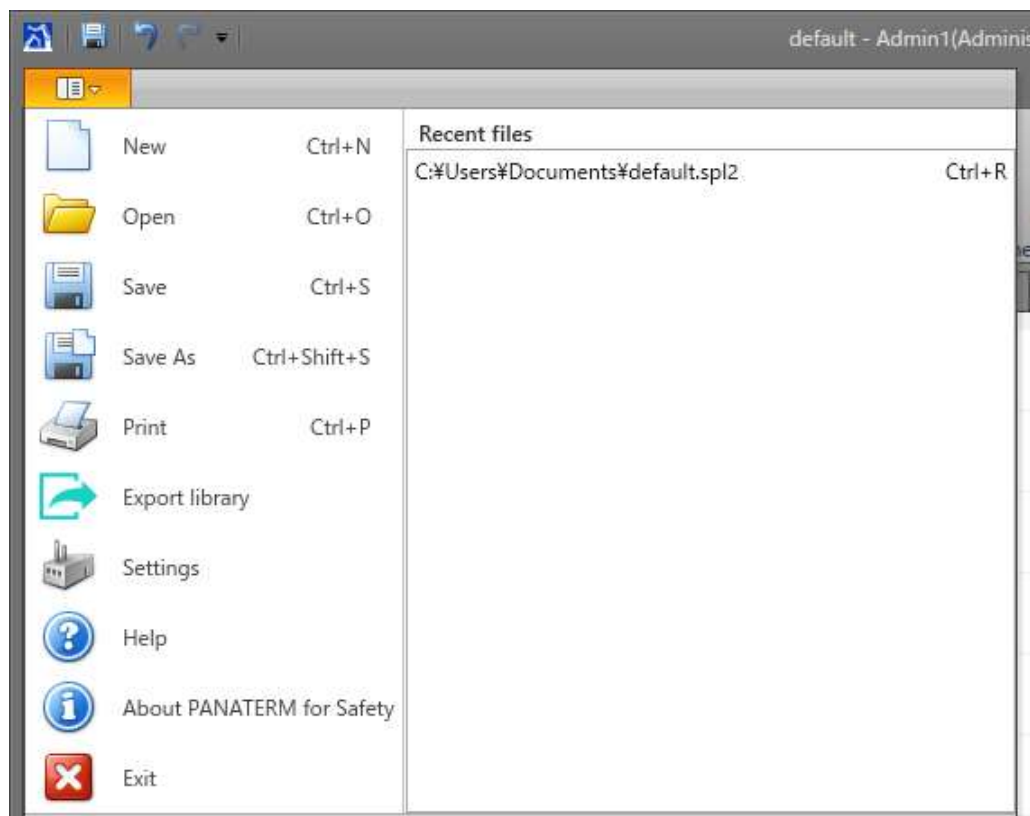 default - Admin1(Adminis
New Ctrl+N
Open Ctrl+O
Save Ctrl+S
Save As Ctrl+Shift+S
Print Ctrl+P
Export library
Settings
Help
About PANATERM for Safety
Exit
Recent files
C:¥Users¥Documents¥default.spl2 Ctrl+R